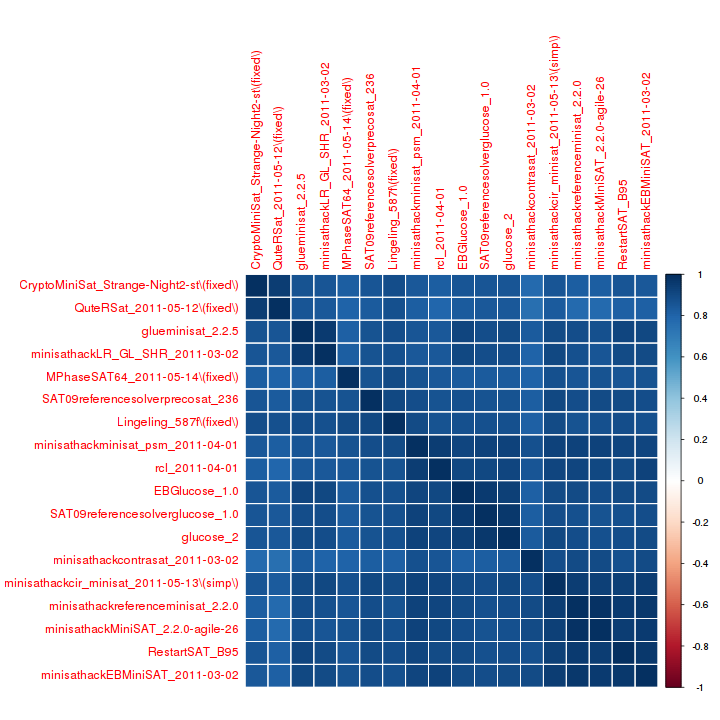 CryptoMiniSat_Strange-Night2-st\(fixed\)
QuteRSat_2011-05-12\(fixed\)
glueminisat_2.2.5
minisathackLR_GL_SHR_2011-03-02
MPhaseSAT64_2011-05-14\(fixed\)
SAT09referencesolverprecosat_236
Lingeling_587f\(fixed\)
minisathackminisat_psm_2011-04-01
rcl_2011-04-01
EBGlucose_1.0
SAT09referencesolverglucose_1.0
glucose_2
minisathackcontrasat_2011-03-02
minisathackcir_minisat_2011-05-13\(simp\)
minisathackreferenceminisat_2.2.0
minisathackMiniSAT_2.2.0-agile-26
RestartSAT_B95
minisathackEBMiniSAT_2011-03-02
CryptoMiniSat_Strange-Night2-st\(fixed\)
QuteRSat_2011-05-12\(fixed\)
glueminisat_2.2.5
minisathackLR_GL_SHR_2011-03-02
MPhaseSAT64_2011-05-14\(fixed\)
SAT09referencesolverprecosat_236
Lingeling_587f\(fixed\)
minisathackminisat_psm_2011-04-01
rcl_2011-04-01
EBGlucose_1.0
SAT09referencesolverglucose_1.0
glucose_2
minisathackcontrasat_2011-03-02
minisathackcir_minisat_2011-05-13\(simp\)
minisathackreferenceminisat_2.2.0
minisathackMiniSAT_2.2.0-agile-26
RestartSAT_B95
minisathackEBMiniSAT_2011-03-02
1
0.8
0.6
0.4
0.2
0
-0.2
-0.4
-0.6
-0.8
-1